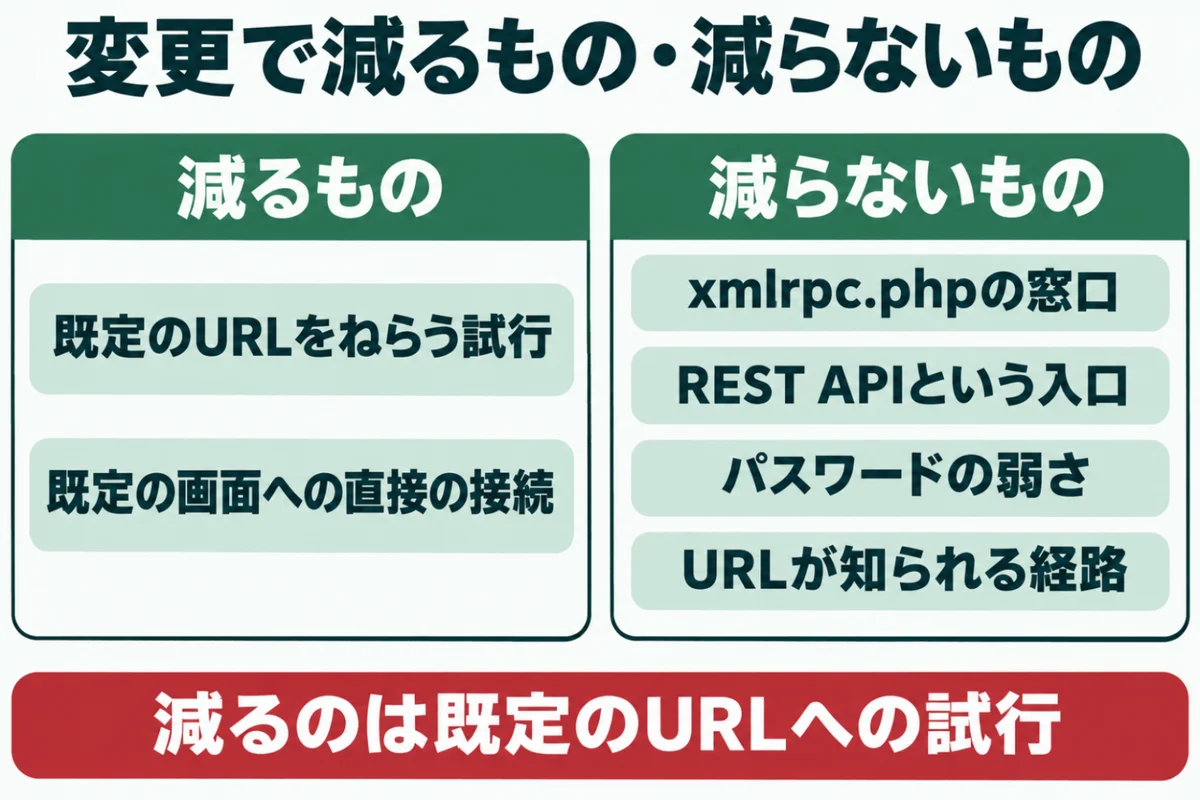 変更で減るもの・減らないもの
減るもの
既定のURLをねらう試行
既定の画面への直接の接続
減らないもの
xmlrpc.phpの窓口
REST APIという入口
パスワードの弱さ
URLが知られる経路
減るのは既定のURLへの試行